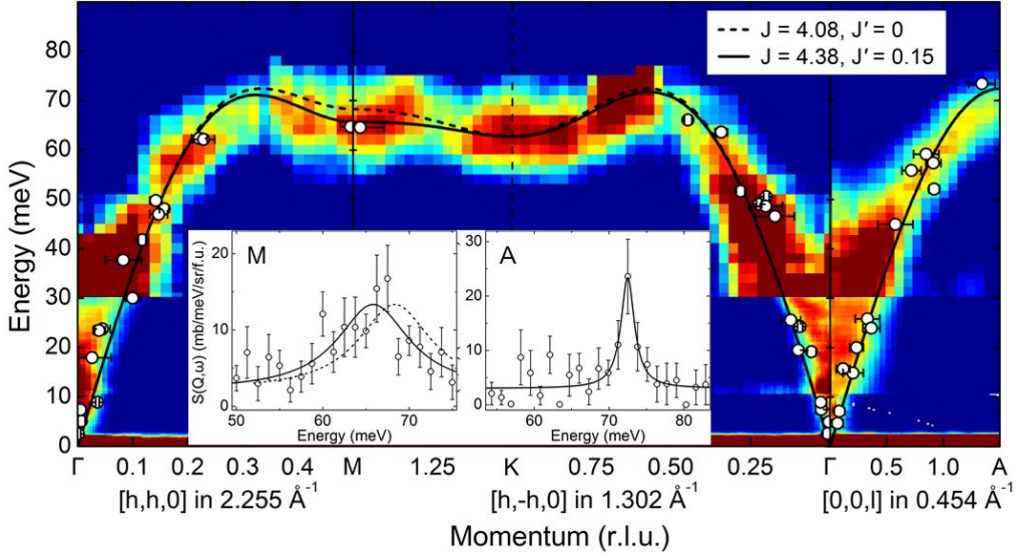 J = 4.08, J′ = 0
J = 4.38, J′ = 0.15
Energy (meV)
80
70
60
50
40
30
20
10
0
M
S(Q,ω) (mb/meV/sr/f.u.)
20
10
0
50 60 70
Energy (meV)
A
30
20
10
0
60 70 80
Energy (meV)
Γ 0.1 0.2 0.3 0.4 M 1.25 K 0.75 0.50 0.25 Γ 0.5 1.0 A
[h,h,0] in 2.255 Å⁻¹ [h,-h,0] in 1.302 Å⁻¹ [0,0,l] in 0.454 Å⁻¹
Momentum (r.l.u.)